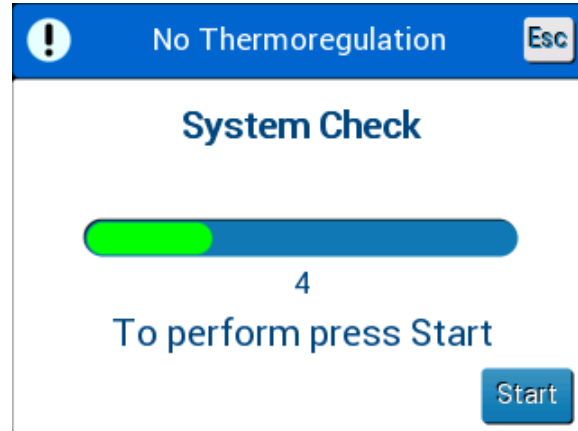 ! No Thermoregulation Esc
System Check
4
To perform press Start
Start